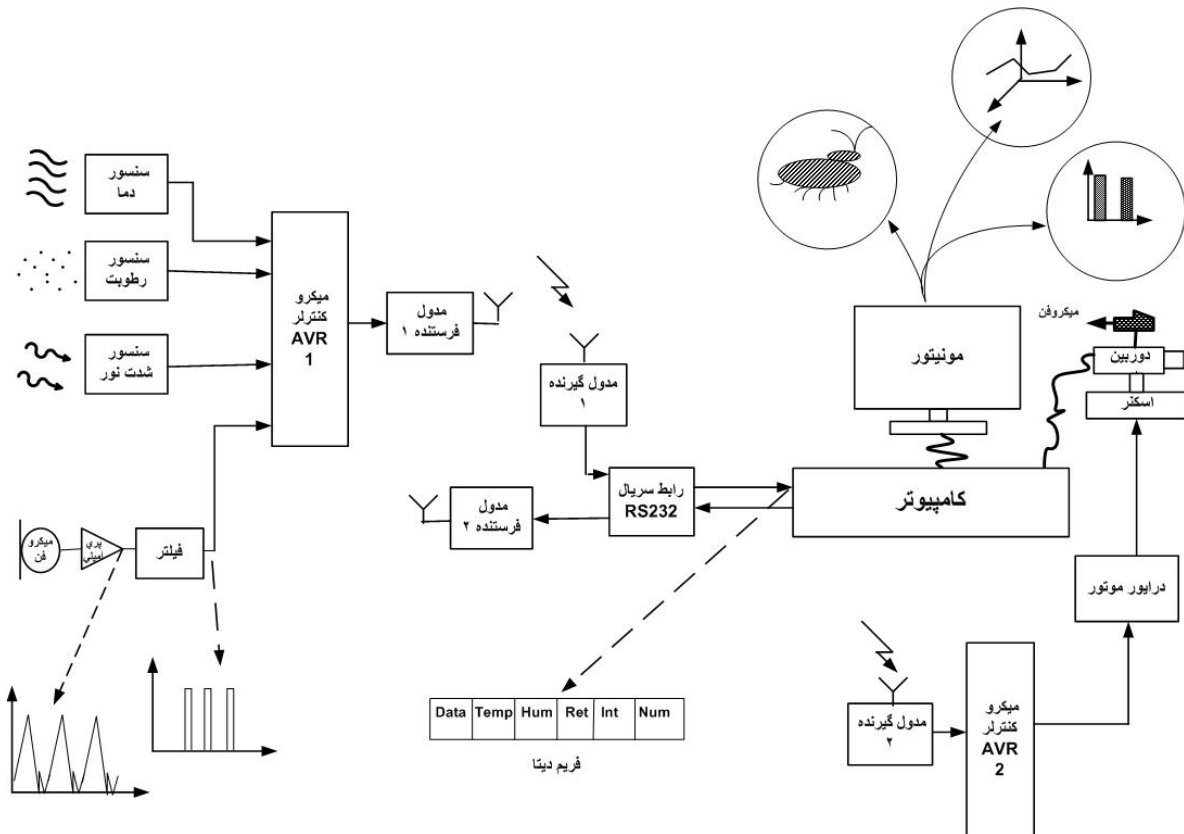 سنسور
دما
سنسور
رطوبت
سنسور
شدت نور
میکرو
کنترلر
AVR
1
مدول
فرستنده ۱
مدول گیرنده
۱
رابط سریال
RS232
مدول
فرستنده ۲
مونیتور
کامپیوتر
میکروفن
دوربین
اسکنر
درایور موتور
میکرو
فن
پري
آمپلي
فیلتر
Data Temp Hum Ret Int Num
فریم دیتا
مدول گیرنده
۲
میکرو
کنترلر
AVR
2